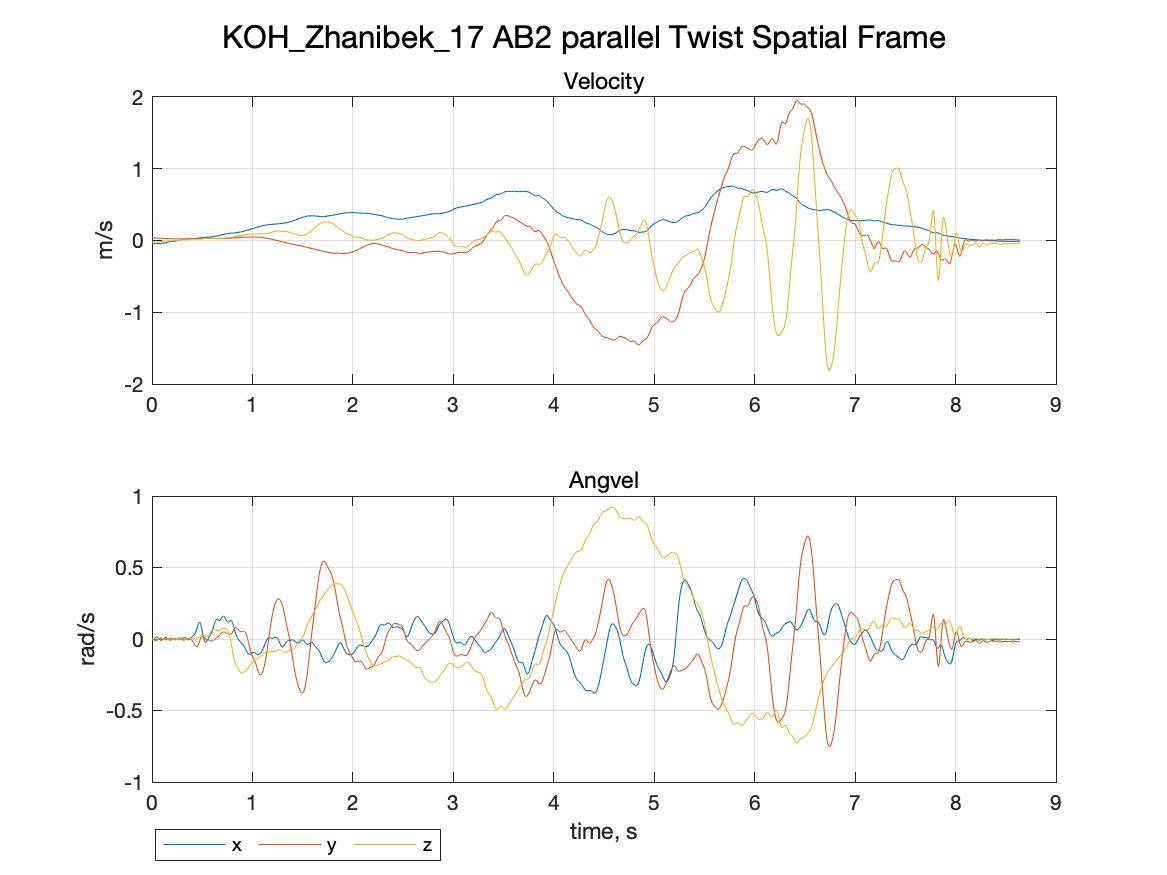 KOH_Zhanibek_17 AB2 parallel Twist Spatial Frame
Velocity
2
1
0
-1
-2
m/s
0 1 2 3 4 5 6 7 8 9
Angvel
1
0.5
0
-0.5
-1
rad/s
0 1 2 3 4 5 6 7 8 9
time, s
x y z